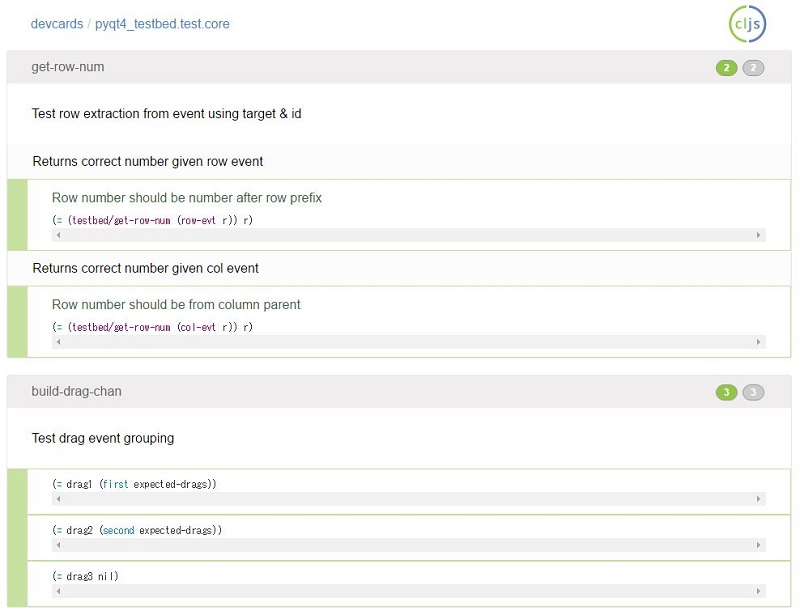 devcards / pyqt4_testbed.test.core
cljs
get-row-num
2 2
Test row extraction from event using target & id
Returns correct number given row event
Row number should be number after row prefix
(= (testbed/get-row-num (row-evt r)) r)
Returns correct number given col event
Row number should be from column parent
(= (testbed/get-row-num (col-evt r)) r)
build-drag-chan
3 3
Test drag event grouping
(= drag1 (first expected-drags))
(= drag2 (second expected-drags))
(= drag3 nil)